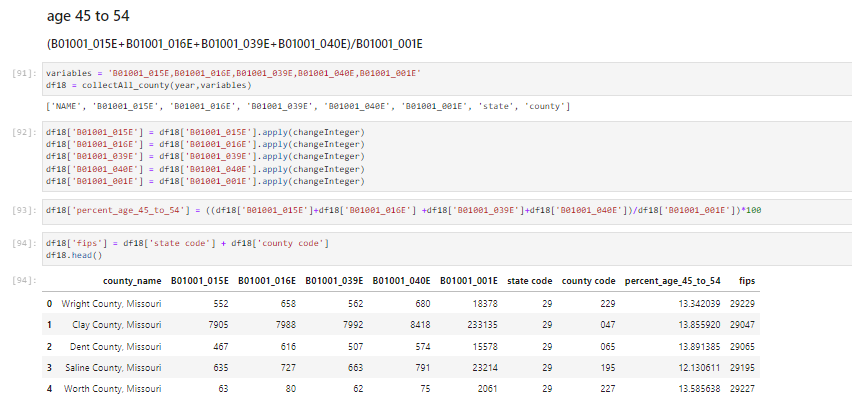 age 45 to 54
(B01001_015E+B01001_016E+B01001_039E+B01001_040E)/B01001_001E
[91]: variables = 'B01001_015E,B01001_016E,B01001_039E,B01001_040E,B01001_001E'
df18 = collectAll_county(year,variables)
['NAME', 'B01001_015E', 'B01001_016E', 'B01001_039E', 'B01001_040E', 'B01001_001E', 'state', 'county']
[92]: df18['B01001_015E'] = df18['B01001_015E'].apply(changeInteger)
df18['B01001_016E'] = df18['B01001_016E'].apply(changeInteger)
df18['B01001_039E'] = df18['B01001_039E'].apply(changeInteger)
df18['B01001_040E'] = df18['B01001_040E'].apply(changeInteger)
df18['B01001_001E'] = df18['B01001_001E'].apply(changeInteger)
[93]: df18['percent_age_45_to_54'] = ((df18['B01001_015E']+df18['B01001_016E'] +df18['B01001_039E']+df18['B01001_040E'])/df18['B01001_001E'])*100
[94]: df18['fips'] = df18['state code'] + df18['county code']
df18.head()
[94]: county_name B01001_015E B01001_016E B01001_039E B01001_040E B01001_001E state code county code percent_age_45_to_54 fips
0 Wright County, Missouri 552 658 562 680 18378 29 229 13.342039 29229
1 Clay County, Missouri 7905 7988 7992 8418 233135 29 047 13.855920 29047
2 Dent County, Missouri 467 616 507 574 15578 29 065 13.891385 29065
3 Saline County, Missouri 635 727 663 791 23214 29 195 12.130611 29195
4 Worth County, Missouri 63 80 62 75 2061 29 227 13.585638 29227